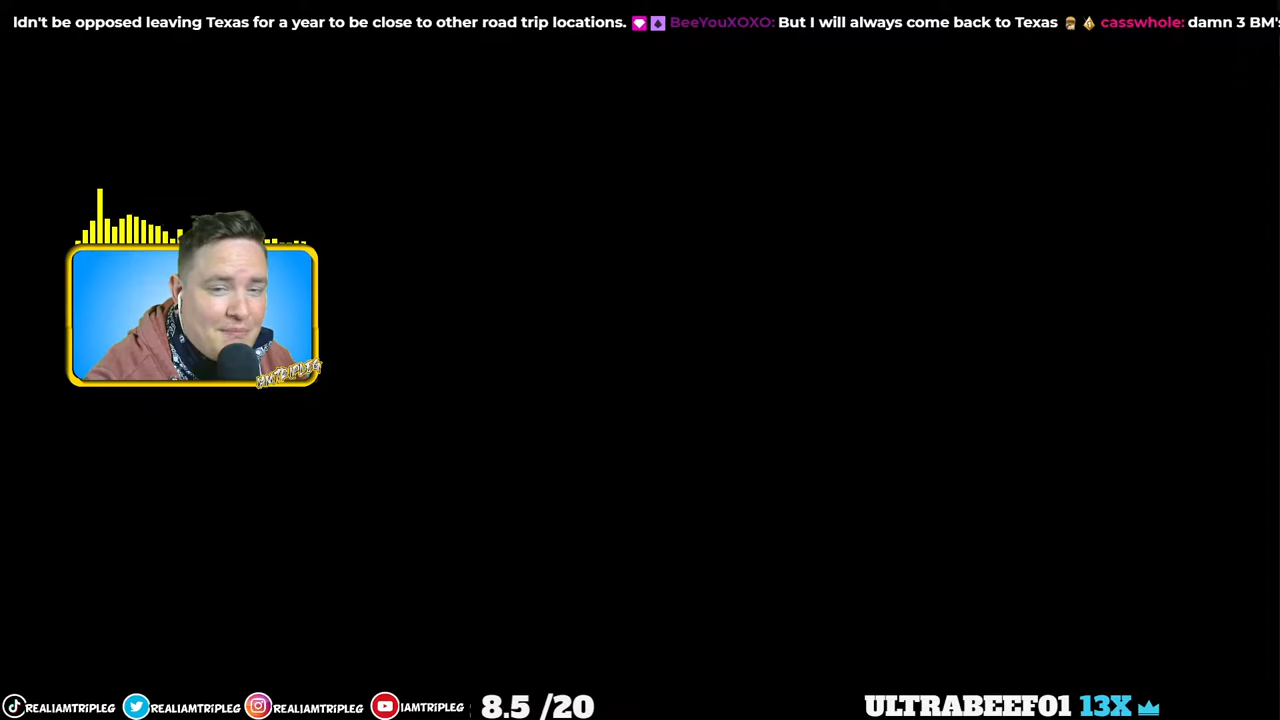 ldn't be opposed leaving Texas for a year to be close to other road trip locations. BeeYouXOXO: But I will always come back to Texas casswhole: damn 3 BM's
IAMTRIPLEG
REALIAMTRIPLEG REALIAMTRIPLEG REALIAMTRIPLEG IAMTRIPLEG 8.5 /20 ULTRABEEF01 13X